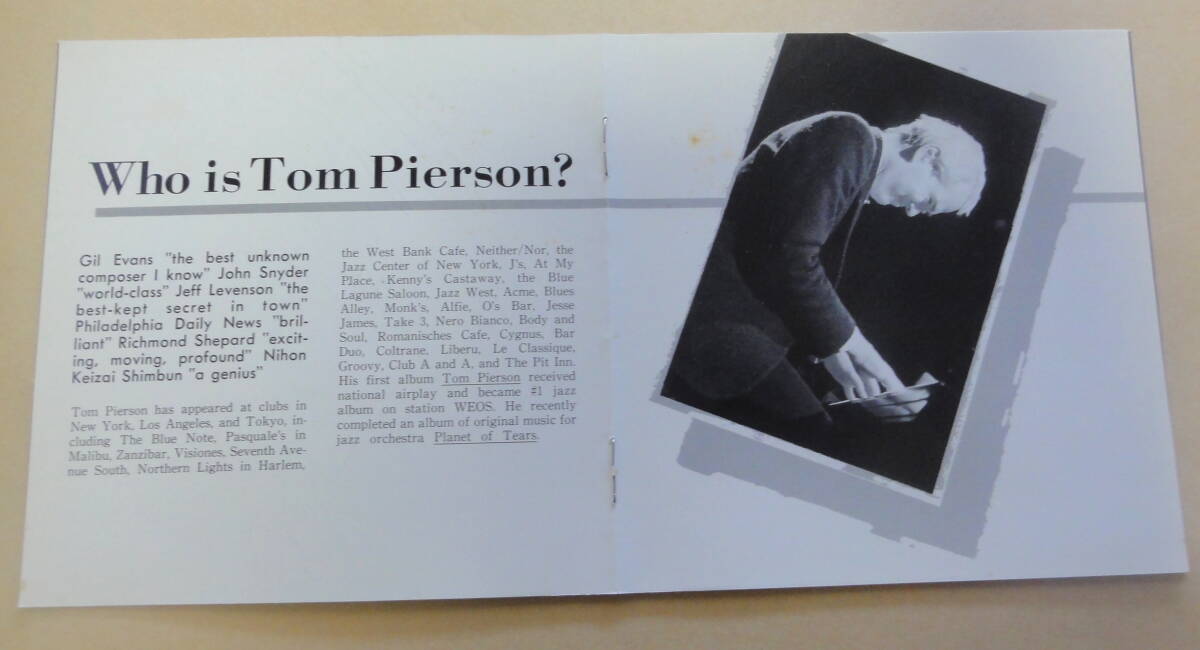 Who is Tom Pierson?
Gil Evans "the best unknown
composer I know" John Snyder
"world-class" Jeff Levenson "the
best-kept secret in town"
Philadelphia Daily News "bril-
liant" Richmond Shepard "excit-
ing, moving, profound" Nihon
Keizai Shimbun "a genius"
Tom Pierson has appeared at clubs in
New York, Los Angeles, and Tokyo, in-
cluding The Blue Note, Pasquale's in
Malibu, Zanzibar, Visiones, Seventh Ave-
nue South, Northern Lights in Harlem,
the West Bank Cafe, Neither/Nor, the
Jazz Center of New York, J's, At My
Place, Kenny's Castaway, the Blue
Lagune Saloon, Jazz West, Acme, Blues
Alley, Monk's, Alfie, O's Bar, Jesse
James, Take 3, Nero Bianco, Body and
Soul, Romanisches Cafe, Cygnus, Bar
Duo, Coltrane, Liberu, Le Classique,
Groovy, Club A and A, and The Pit Inn.
His first album Tom Pierson received
national airplay and became #1 jazz
album on station WEOS. He recently
completed an album of original music for
jazz orchestra Planet of Tears.